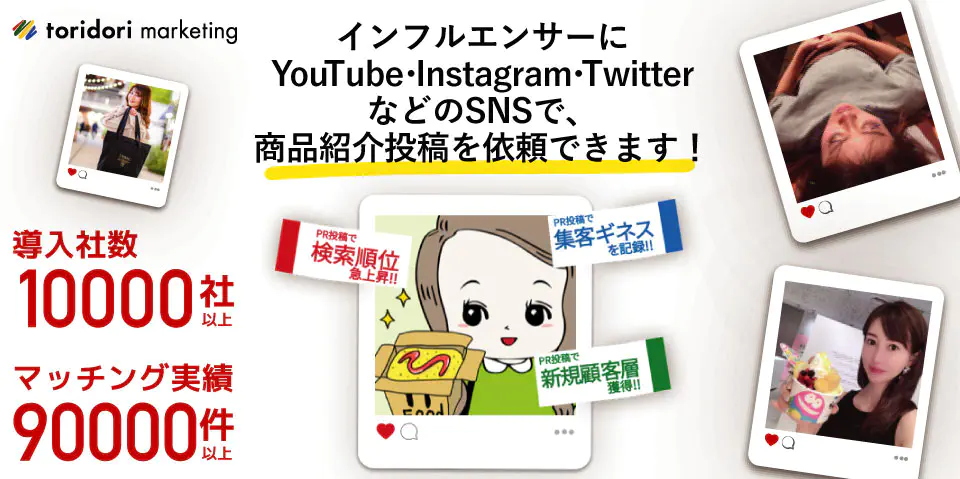 toridori marketing
インフルエンサーに
YouTube・Instagram・Twitter
などのSNSで、
商品紹介投稿を依頼できます！
導入社数
10000社以上
マッチング実績
90000件以上
PR投稿で
検索順位
急上昇!!
PR投稿で
集客ギネス
を記録!!
PR投稿で
新規顧客層
獲得!!
Food